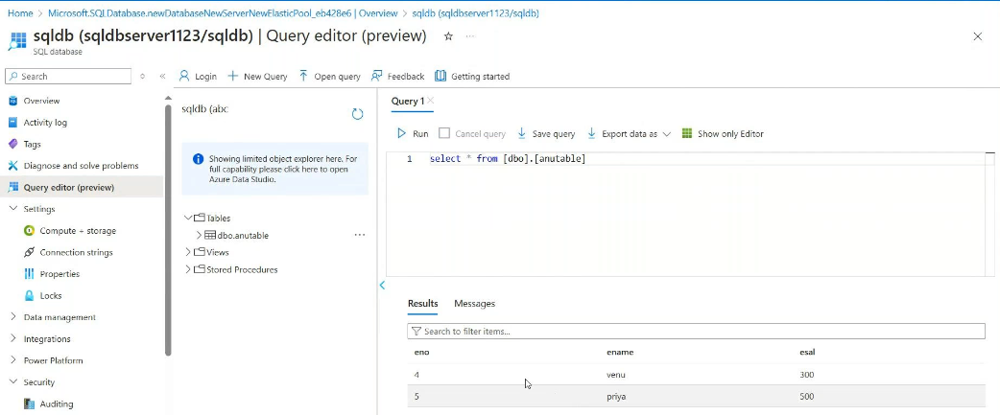 Home > Microsoft.SQLDatabase.newDatabaseNewServerNewElasticPool_eb428e6 | Overview > sqldb (sqldbserver1123/sqldb)
sqldb (sqldbserver1123/sqldb) | Query editor (preview)
SQL database
Search
Login
New Query
Open query
Feedback
Getting started
Overview
Activity log
Tags
Diagnose and solve problems
Query editor (preview)
Settings
Compute + storage
Connection strings
Properties
Locks
Data management
Integrations
Power Platform
Security
Auditing
sqldb (abc
Showing limited object explorer here. For
full capability please click here to open
Azure Data Studio.
Tables
dbo.anutable
Views
Stored Procedures
Query 1
Run
Cancel query
Save query
Export data as
Show only Editor
1 select * from [dbo].[anutable]
Results Messages
Search to filter items...
eno ename esal
4 venu 300
5 priya 500